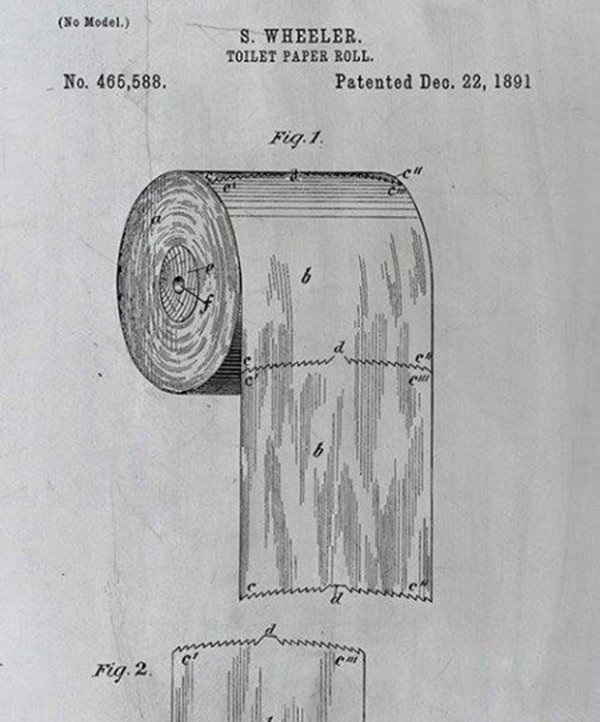 (No Model.)
S. WHEELER.
TOILET PAPER ROLL.
No. 465,588. Patented Dec. 22, 1891
Fig. 1.
c d c"
c' c'''
a
e b
f
c d c"
c' c'''
b
c d c"
d
Fig. 2. c' c'''